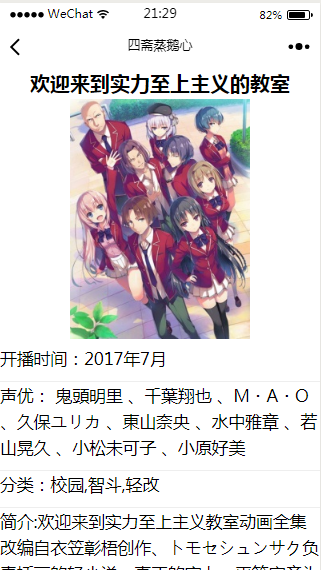 ●●●●● WeChat 21:29 82%
四斋蒸鹅心
欢迎来到实力至上主义的教室
开播时间：2017年7月
声优： 鬼頭明里 、千葉翔也 、M・A・O
、久保ユリカ 、東山奈央 、水中雅章 、若
山晃久 、小松未可子 、小原好美
分类：校园,智斗,轻改
简介:欢迎来到实力至上主义教室动画全集
改编自衣笠彰梧创作、トモセシュンサク负